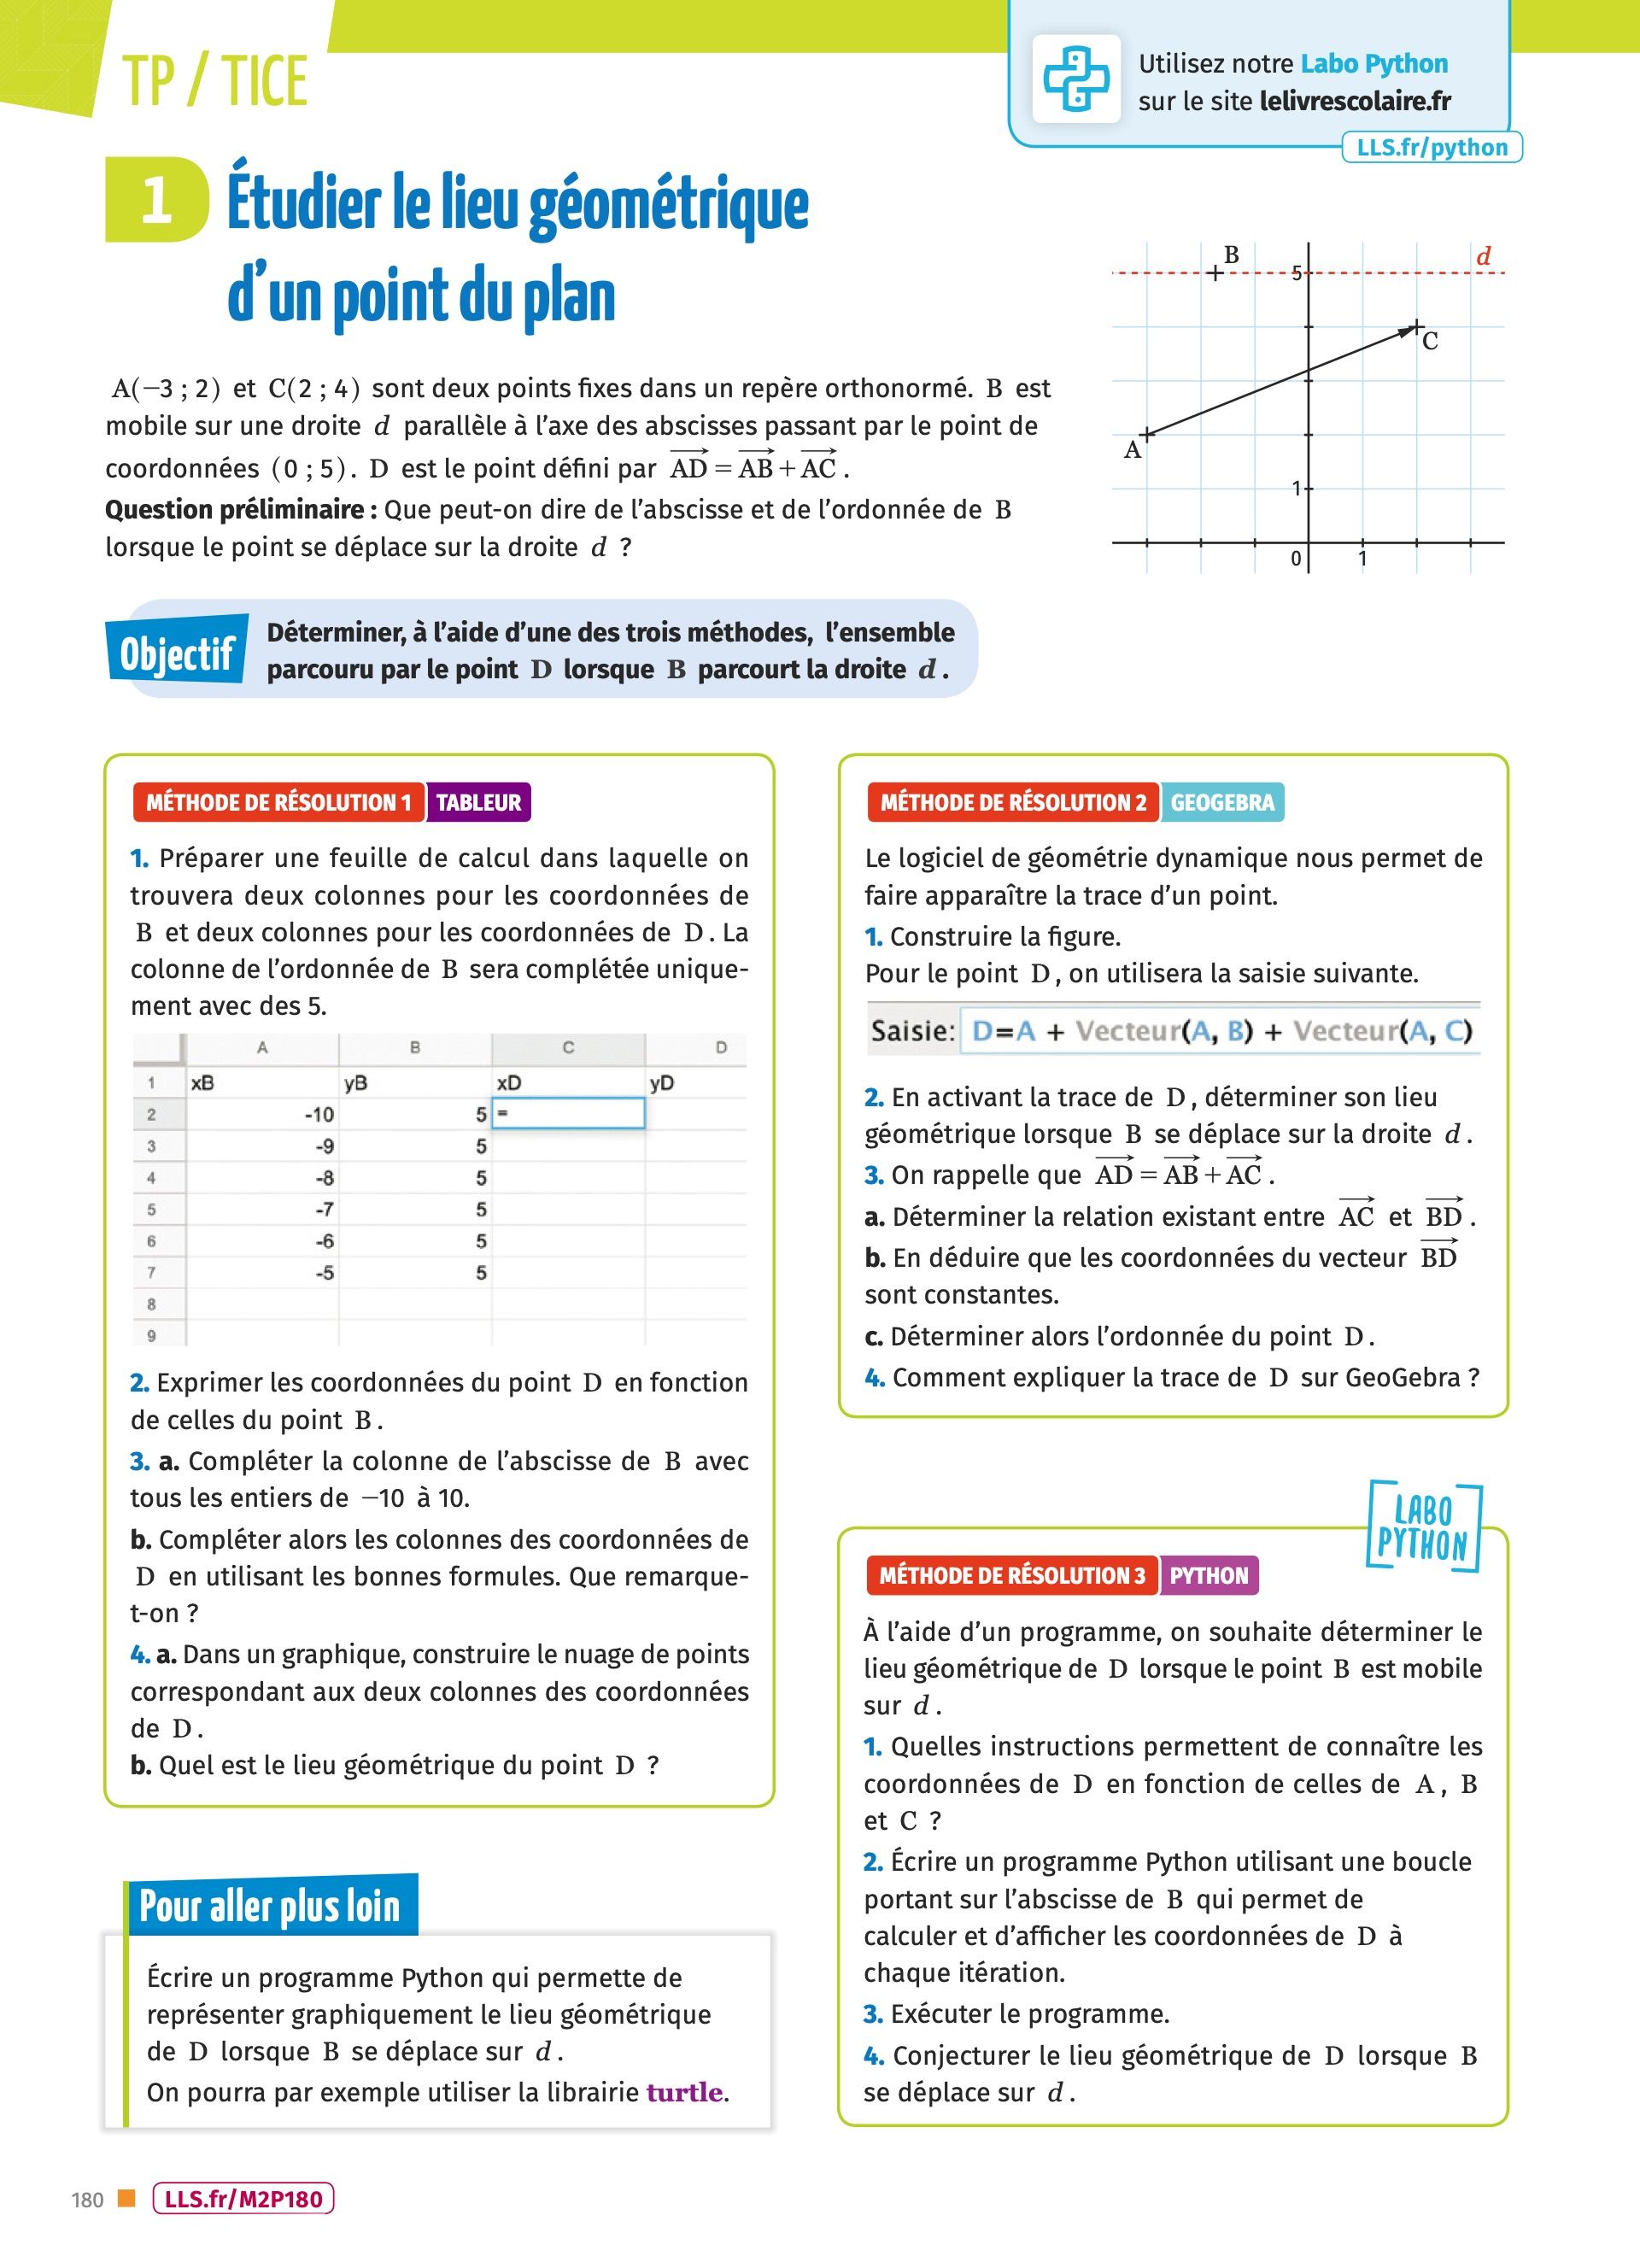 TP / TICE
Utilisez notre Labo Python
sur le site lelivrescolaire.fr
LLS.fr/python
1 Étudier le lieu géométrique
d'un point du plan
A(−3 ; 2) et C(2 ; 4) sont deux points fixes dans un repère orthonormé. B est
mobile sur une droite d parallèle à l'axe des abscisses passant par le point de
coordonnées (0 ; 5). D est le point défini par \overrightarrow{AD} = \overrightarrow{AB} + \overrightarrow{AC}.
Question préliminaire : Que peut-on dire de l'abscisse et de l'ordonnée de B
lorsque le point se déplace sur la droite d ?
B
d
5
C
A
1
0
1
Objectif
Déterminer, à l'aide d'une des trois méthodes, l'ensemble
parcouru par le point D lorsque B parcourt la droite d.
MÉTHODE DE RÉSOLUTION 1 TABLEUR
1. Préparer une feuille de calcul dans laquelle on
trouvera deux colonnes pour les coordonnées de
B et deux colonnes pour les coordonnées de D. La
colonne de l'ordonnée de B sera complétée unique-
ment avec des 5.
A B C D
1 xB yB xD yD
2 -10 5 =
3 -9 5
4 -8 5
5 -7 5
6 -6 5
7 -5 5
8
9
2. Exprimer les coordonnées du point D en fonction
de celles du point B.
3. a. Compléter la colonne de l'abscisse de B avec
tous les entiers de −10 à 10.
b. Compléter alors les colonnes des coordonnées de
D en utilisant les bonnes formules. Que remarque-
t-on ?
4. a. Dans un graphique, construire le nuage de points
correspondant aux deux colonnes des coordonnées
de D.
b. Quel est le lieu géométrique du point D ?
Pour aller plus loin
Écrire un programme Python qui permette de
représenter graphiquement le lieu géométrique
de D lorsque B se déplace sur d.
On pourra par exemple utiliser la librairie turtle.
MÉTHODE DE RÉSOLUTION 2 GEOGEBRA
Le logiciel de géométrie dynamique nous permet de
faire apparaître la trace d'un point.
1. Construire la figure.
Pour le point D, on utilisera la saisie suivante.
Saisie: D=A + Vecteur(A, B) + Vecteur(A, C)
2. En activant la trace de D, déterminer son lieu
géométrique lorsque B se déplace sur la droite d.
3. On rappelle que \overrightarrow{AD} = \overrightarrow{AB} + \overrightarrow{AC}.
a. Déterminer la relation existant entre \overrightarrow{AC} et \overrightarrow{BD}.
b. En déduire que les coordonnées du vecteur \overrightarrow{BD}
sont constantes.
c. Déterminer alors l'ordonnée du point D.
4. Comment expliquer la trace de D sur GeoGebra ?
LABO
PYTHON
MÉTHODE DE RÉSOLUTION 3 PYTHON
À l'aide d'un programme, on souhaite déterminer le
lieu géométrique de D lorsque le point B est mobile
sur d.
1. Quelles instructions permettent de connaître les
coordonnées de D en fonction de celles de A, B
et C ?
2. Écrire un programme Python utilisant une boucle
portant sur l'abscisse de B qui permet de
calculer et d'afficher les coordonnées de D à
chaque itération.
3. Exécuter le programme.
4. Conjecturer le lieu géométrique de D lorsque B
se déplace sur d.
180 LLS.fr/M2P180